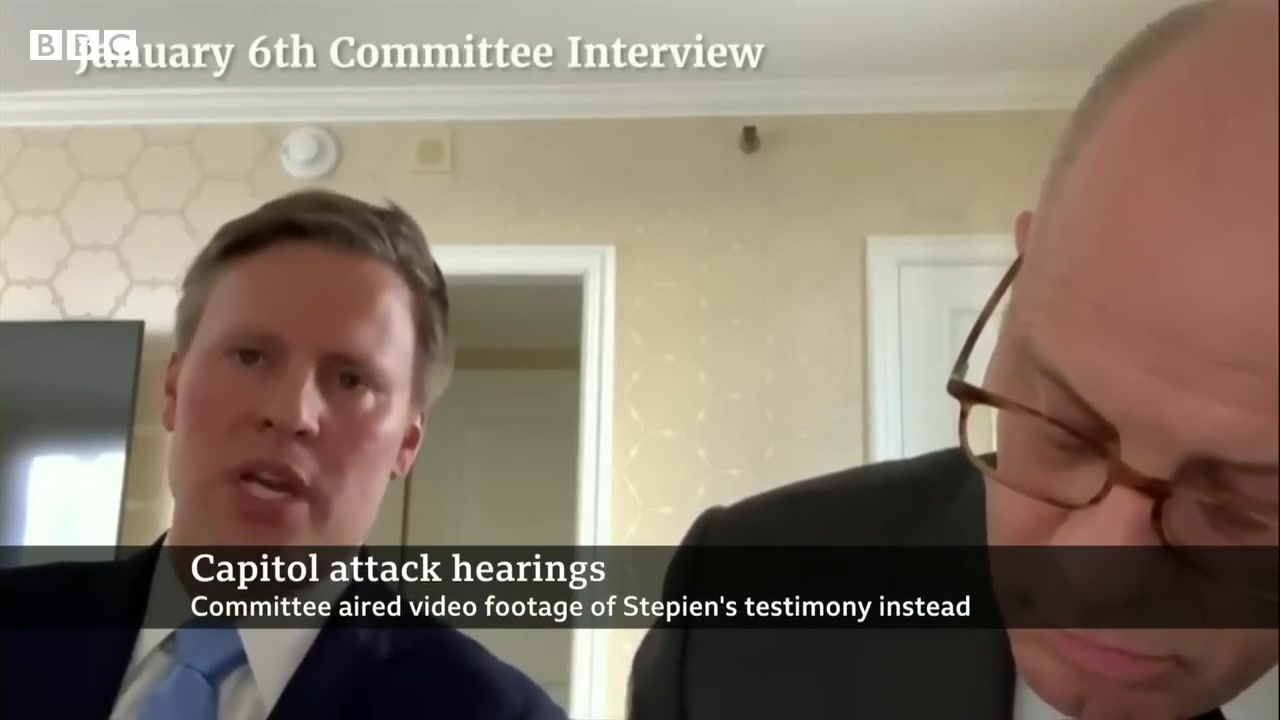 BBC
January 6th Committee Interview
Capitol attack hearings
Committee aired video footage of Stepien's testimony instead